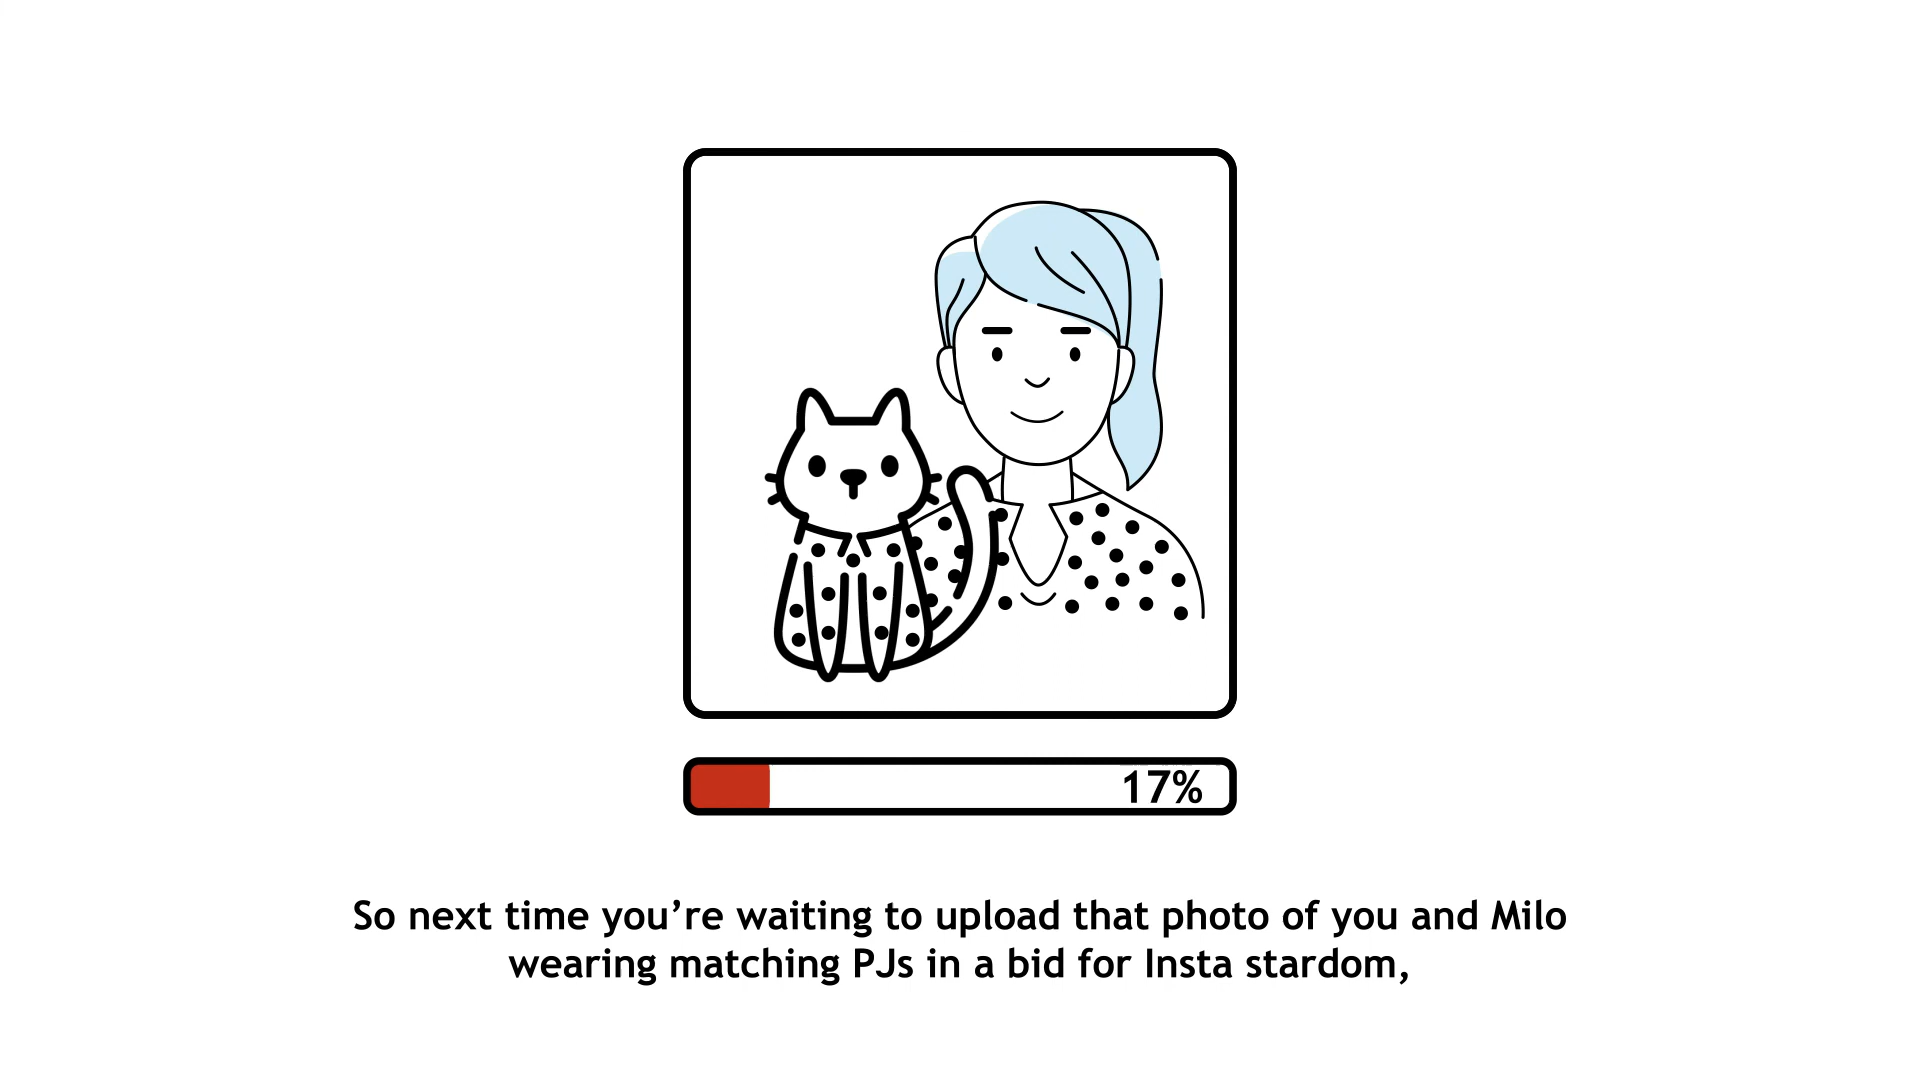 17%
So next time you’re waiting to upload that photo of you and Milo
wearing matching PJs in a bid for Insta stardom,